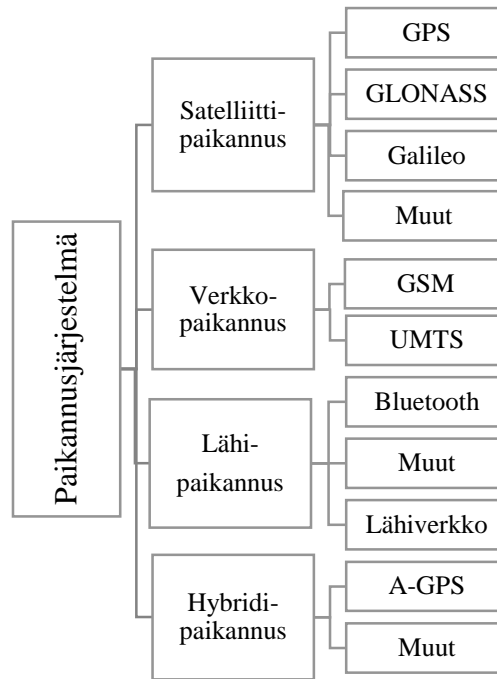 Paikannusjärjestelmä
Satelliitti-
paikannus
GPS
GLONASS
Galileo
Muut
Verkko-
paikannus
GSM
UMTS
Lähi-
paikannus
Bluetooth
Muut
Lähiverkko
Hybridi-
paikannus
A-GPS
Muut